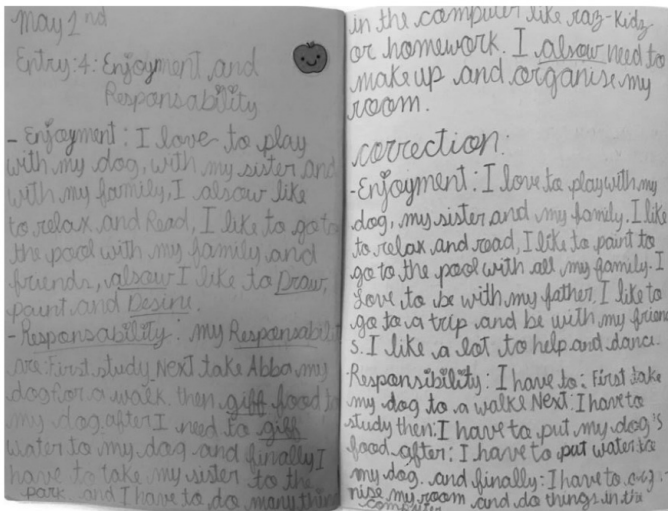 May 2nd
Entry:4: Enjoyment and
Responsability
- Enjoyment: I love to play
with my dog, with my sister and
with my family, I alsow like
to relax and Read, I like to go to
the pool with my family and
friends, alsow I like to Draw,
paint and Desinu.
- Responsability: my Responsabilit
are: First study Next take Abba my
dog for a walk then giff food to
my dog after I need to giff
water to my dog and finally I
have to take my sister to the
park and I have to do many thing
in the computer like raz-Kidz
or homework. I alsow need to
make up and organise my
room.
correction:
-Enjoyment: I love to play with my
dog, my sister and my family. I like
to relax and read, I like to paint to
go to the pool with all my family. I
love to be with my father, I like to
go to a trip and be with my frien
s. I like a lot to help and dance.
-Responsibility: I have to: First take
my dog to a walke Next: I have to
study then: I have to put my dog's
food after: I have to put water to
my dog. and finally: I have to orga-
nise my room and do things in the
computer